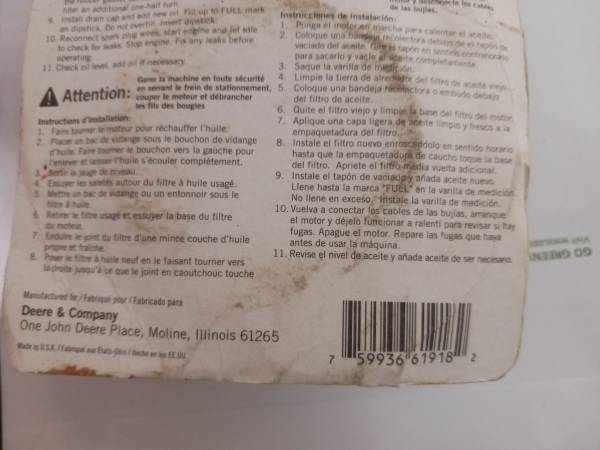 filter an additional one-half turn.
9. Install drain cap and add new oil. Fill up to FULL mark
on dipstick. Do not overfill. Insert dipstick.
10. Reconnect spark plug wires, start engine and let idle
to check for leaks. Stop engine. Fix any leaks before
operating.
11. Check oil level, add oil if necessary.
Attention:
Garer la machine en toute sécurité
en serrant le frein de stationnement,
couper le moteur et débrancher
les fils des bougies
Instructions d'installation:
1. Faire tourner le moteur pour réchauffer l'huile.
2. Placer un bac de vidange sous le bouchon de vidange
d'huile. Faire tourner le bouchon vers la gauche pour
l'enlever et laisser l'huile s'écouler complètement.
3. Sortir la jauge de niveau.
4. Essuyer les saletés autour du filtre à huile usagé.
5. Mettre un bac de vidange ou un entonnoir sous le
filtre à huile.
6. Retirer le filtre usagé et essuyer la base du filtre
du moteur.
7. Enduire le joint du filtre d'une mince couche d'huile
propre et fraîche.
8. Poser le filtre à huile neuf en le faisant tourner vers
la droite jusqu'à ce que le joint en caoutchouc touche
de las bujías.
Instrucciones de instalación:
1. Ponga el motor en marcha para calentar el aceite.
2. Coloque una bandeja recolectora debajo de el tapón de
vaciado del aceite. Gire el tapón en sentido contrahorario
para sacarlo y vacíe el aceite completamente.
3. Saque la varilla de medición.
4. Limpie la tierra de alrededor del filtro de aceite viejo.
5. Coloque una bandeja recolectora o embudo debajo
del filtro de aceite.
6. Quite el filtro viejo y limpie la base del filtro del motor.
7. Aplique una capa ligera de aceite limpio y fresco a la
empaquetadura del filtro.
8. Instale el filtro nuevo enroscándolo en sentido horario
hasta que la empaquetadura de caucho toque la base
del filtro. Apriete el filtro media vuelta adicional.
9. Instale el tapón de vaciado y añada aceite nuevo.
Llene hasta la marca "FULL" en la varilla de medición.
No llene en exceso. Instale la varilla de medición.
10. Vuelva a conectar los cables de las bujías, arranque
el motor y déjelo funcionar a ralentí para revisar si hay
fugas. Apague el motor. Repare las fugas que haya
antes de usar la máquina.
11. Revise el nivel de aceite y añada aceite de ser necesario.
Manufactured for / Fabriqué pour / Fabricado para
Deere & Company
One John Deere Place, Moline, Illinois 61265
Made in U.S.A. / Fabriqué aux États-Unis / Hecho en los EE.UU.
7 59936 61918 2
GO GREEN